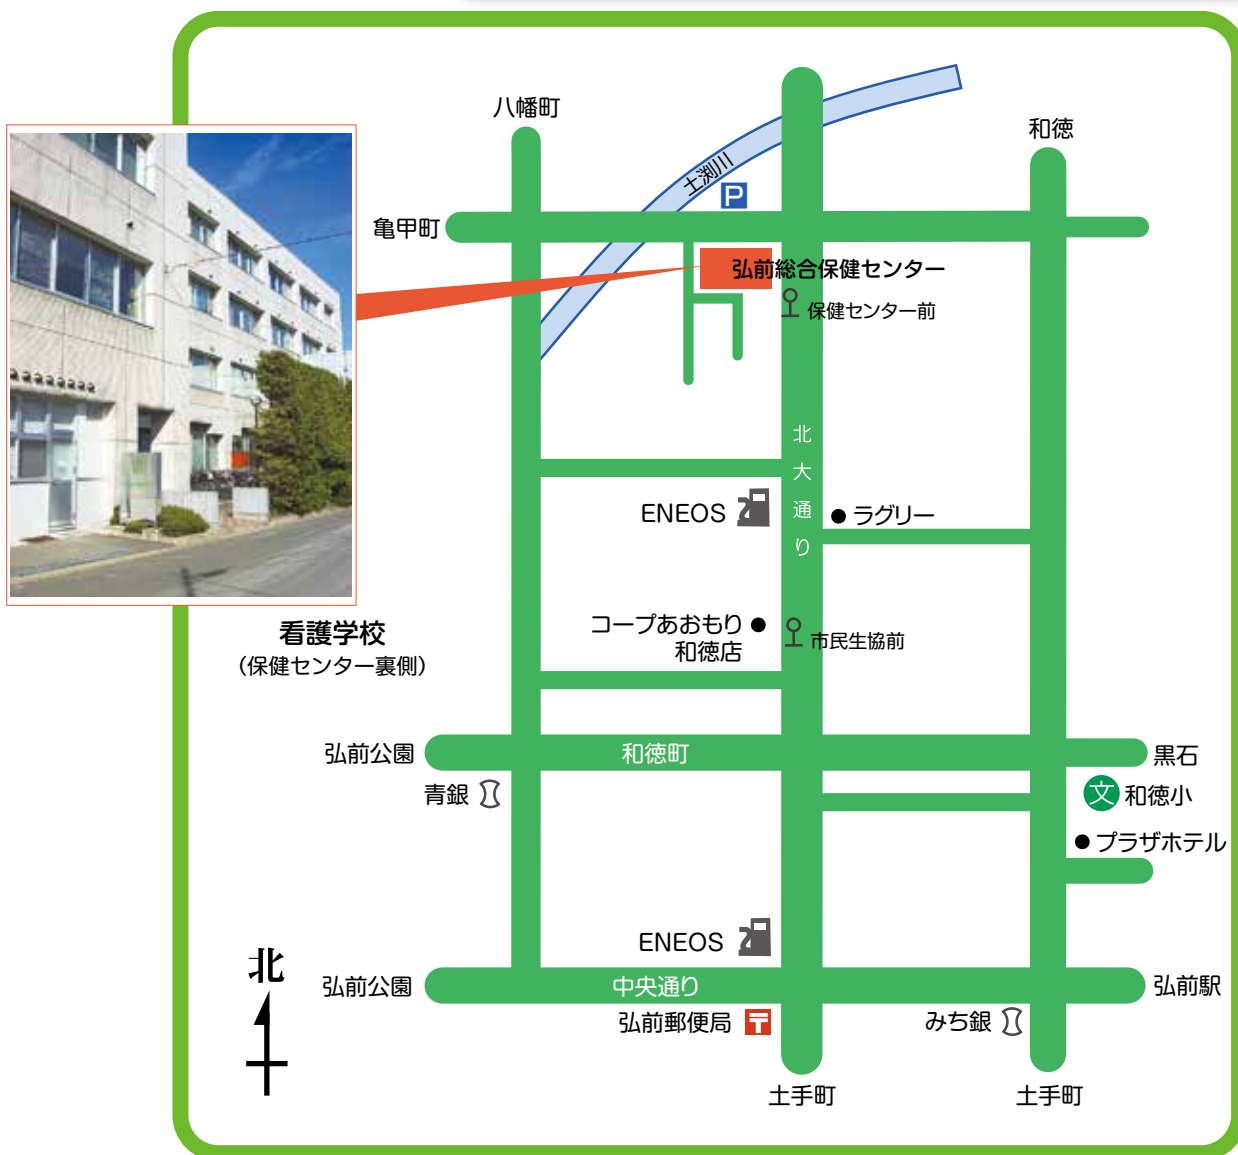 八幡町
和徳
土渕川
P
亀甲町
弘前総合保健センター
保健センター前
北大通り
ENEOS
ラグリー
看護学校
(保健センター裏側)
コープあおもり
和徳店
市民生協前
弘前公園
和徳町
黒石
青銀
文
和徳小
プラザホテル
北
ENEOS
弘前公園
中央通り
弘前駅
弘前郵便局
〒
みち銀
土手町
土手町